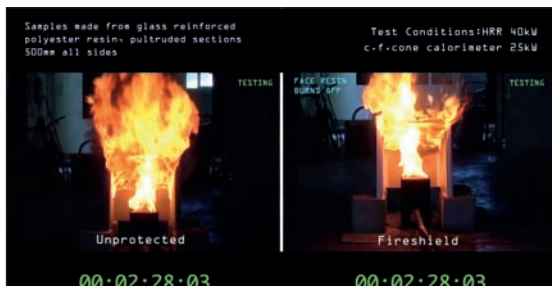 Samples made from glass reinforced
polyester resin, pultruded sections
500mm all sides
Test Conditions:HRR 40kW
c.f.cone calorimeter 25kW
TESTING
FACE RESIN
BURNS OFF
TESTING
Unprotected
Fireshield
00:02:28:03
00:02:28:03